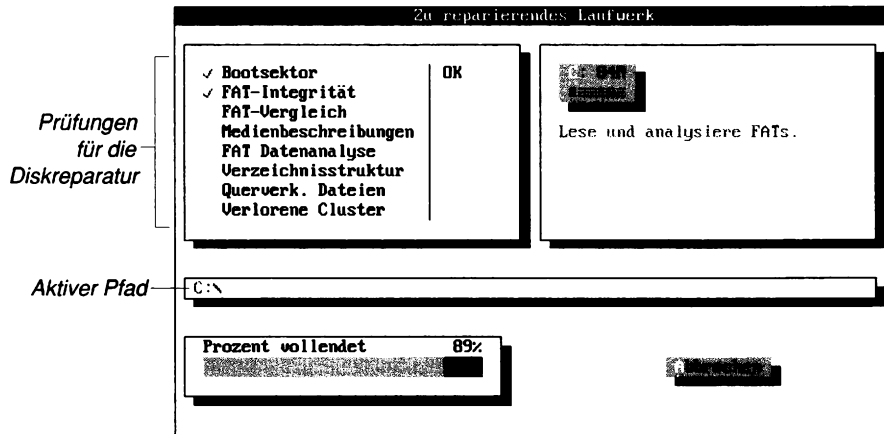 Zu reparierendes Laufwerk
Prüfungen
für die
Diskreparatur
✓ Bootsektor OK
✓ FAT-Integrität
FAT-Vergleich
Medienbeschreibungen
FAT Datenanalyse
Verzeichnisstruktur
Querverk. Dateien
Verlorene Cluster
Lese und analysiere FATs.
Aktiver Pfad
C:\
Prozent vollendet 89%